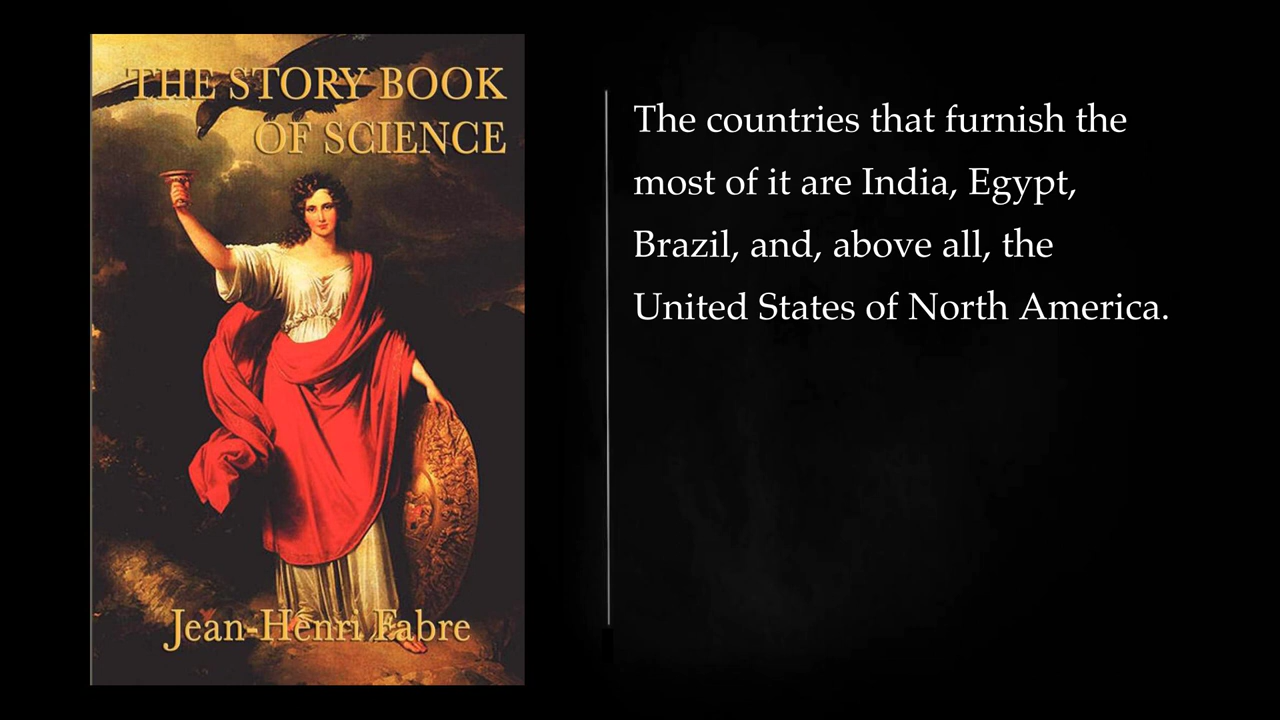 THE STORY BOOK
OF SCIENCE
Jean-Henri Fabre
The countries that furnish the
most of it are India, Egypt,
Brazil, and, above all, the
United States of North America.